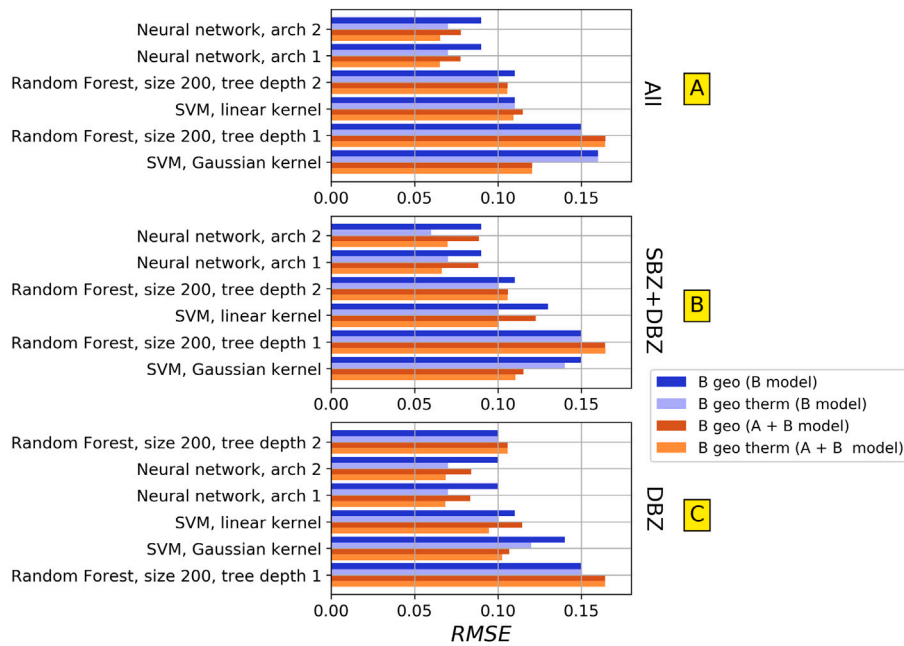 Neural network, arch 2
Neural network, arch 1
Random Forest, size 200, tree depth 2
SVM, linear kernel
Random Forest, size 200, tree depth 1
SVM, Gaussian kernel
0.00 0.05 0.10 0.15
All
A
Neural network, arch 2
Neural network, arch 1
Random Forest, size 200, tree depth 2
SVM, linear kernel
Random Forest, size 200, tree depth 1
SVM, Gaussian kernel
0.00 0.05 0.10 0.15
SBZ+DBZ
B
B geo (B model)
B geo therm (B model)
B geo (A + B model)
B geo therm (A + B model)
Random Forest, size 200, tree depth 2
Neural network, arch 2
Neural network, arch 1
SVM, linear kernel
SVM, Gaussian kernel
Random Forest, size 200, tree depth 1
0.00 0.05 0.10 0.15
DBZ
C
RMSE